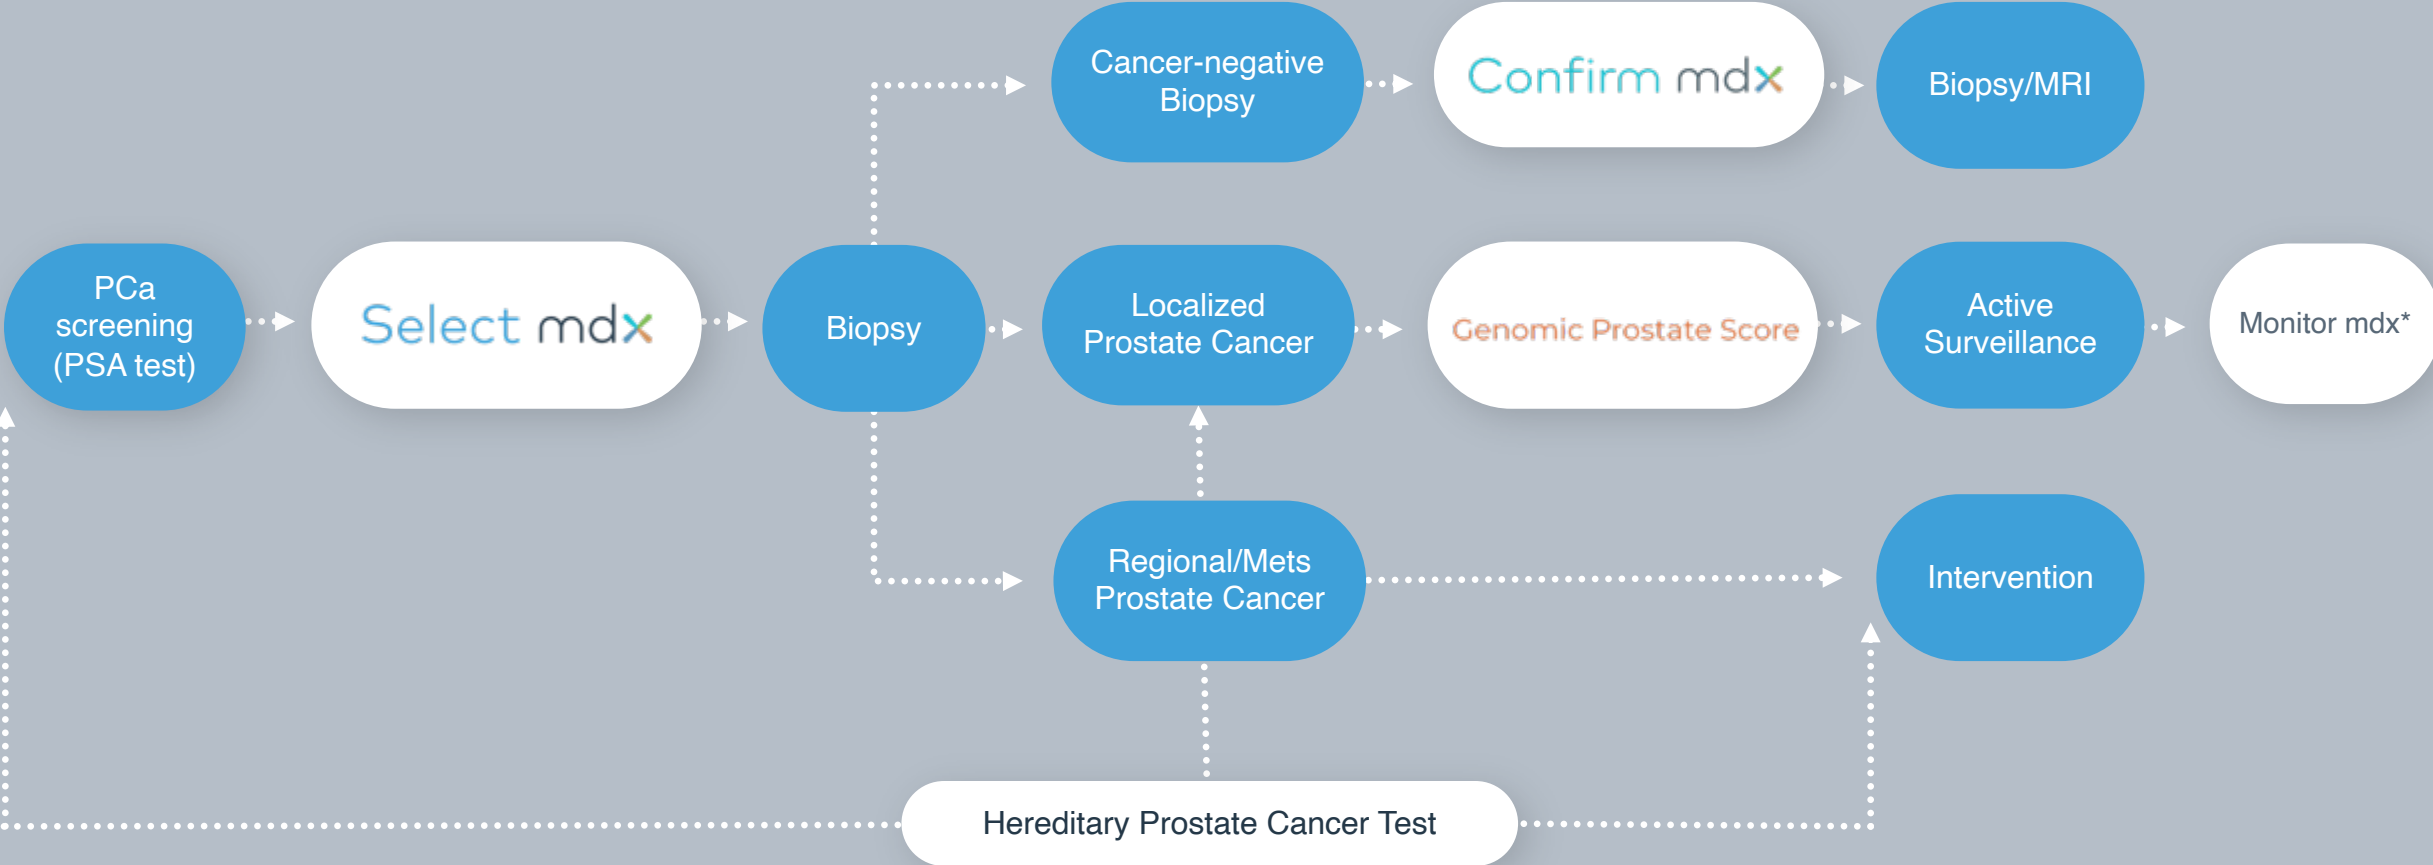 Cancer-negative
Biopsy
Confirm mdx
Biopsy/MRI
PCa
screening
(PSA test)
Select mdx
Biopsy
Localized
Prostate Cancer
Genomic Prostate Score
Active
Surveillance
Monitor mdx*
Regional/Mets
Prostate Cancer
Intervention
Hereditary Prostate Cancer Test